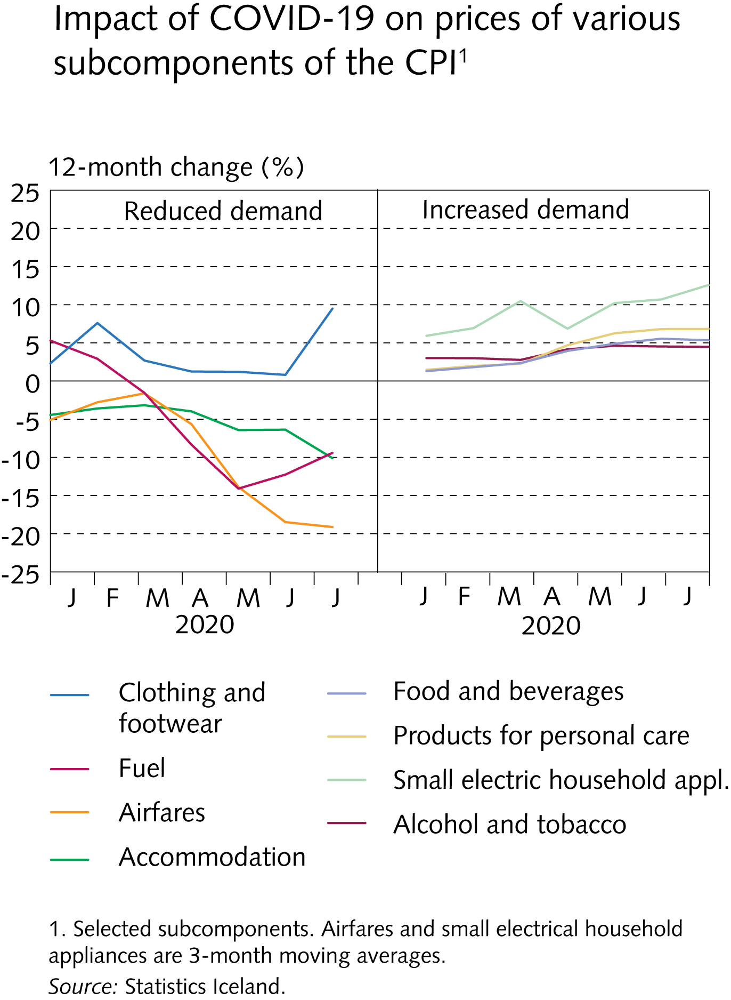 Impact of COVID-19 on prices of various
subcomponents of the CPI¹
12-month change (%)
25
20
15
10
5
0
-5
-10
-15
-20
-25
Reduced demand
Increased demand
J F M A M J J
2020
J F M A M J J
2020
Clothing and
footwear
Fuel
Airfares
Accommodation
Food and beverages
Products for personal care
Small electric household appl.
Alcohol and tobacco
1. Selected subcomponents. Airfares and small electrical household
appliances are 3-month moving averages.
Source: Statistics Iceland.